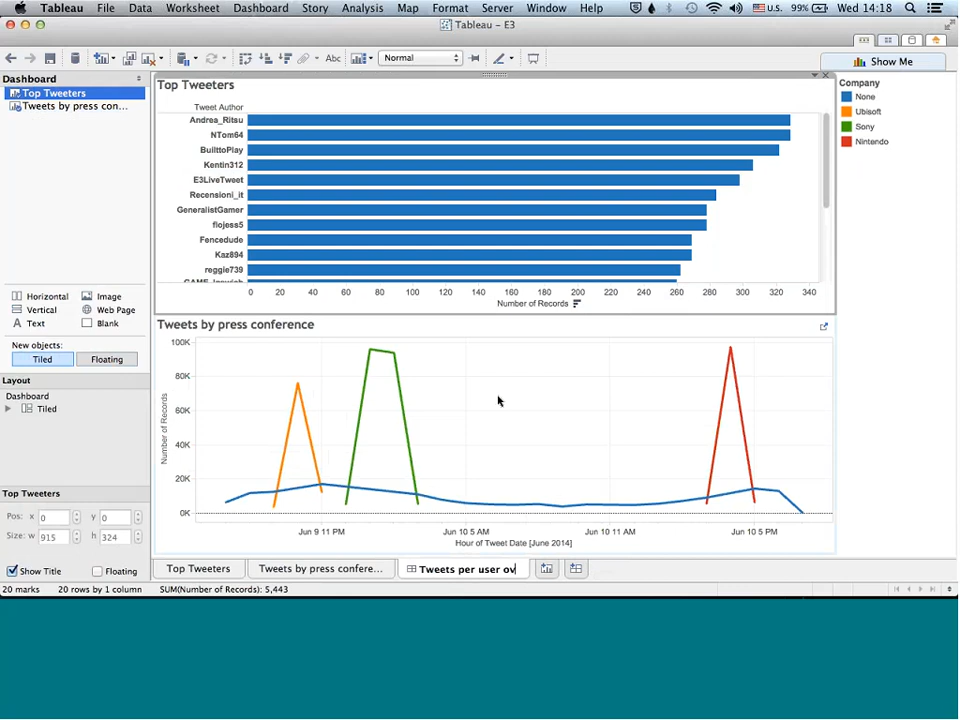 Tableau File Data Worksheet Dashboard Story Analysis Map Format Server Window Help U.S. 99% Wed 14:18
Tableau - E3
Abc Normal
Show Me
Dashboard
Top Tweeters
Tweets by press con...
Horizontal Image
Vertical Web Page
A Text Blank
New objects:
Tiled Floating
Layout
Dashboard
Tiled
Top Tweeters
Pos: x 0 y 0
Size: w 915 h 324
Show Title Floating
Top Tweeters
Tweet Author
Andrea_Ritsu
NTom64
BuilttoPlay
Kentin312
E3LiveTweet
Recensioni_it
GeneralistGamer
flojess5
Fencedude
Kaz894
reggie739
0 20 40 60 80 100 120 140 160 180 200 220 240 260 280 300 320 340
Number of Records
Company
None
Ubisoft
Sony
Nintendo
Tweets by press conference
100K
80K
60K
40K
20K
0K
Number of Records
Jun 9 11 PM Jun 10 5 AM Jun 10 11 AM Jun 10 5 PM
Hour of Tweet Date [June 2014]
Top Tweeters Tweets by press confere... Tweets per user ov
20 marks 20 rows by 1 column SUM(Number of Records): 5,443